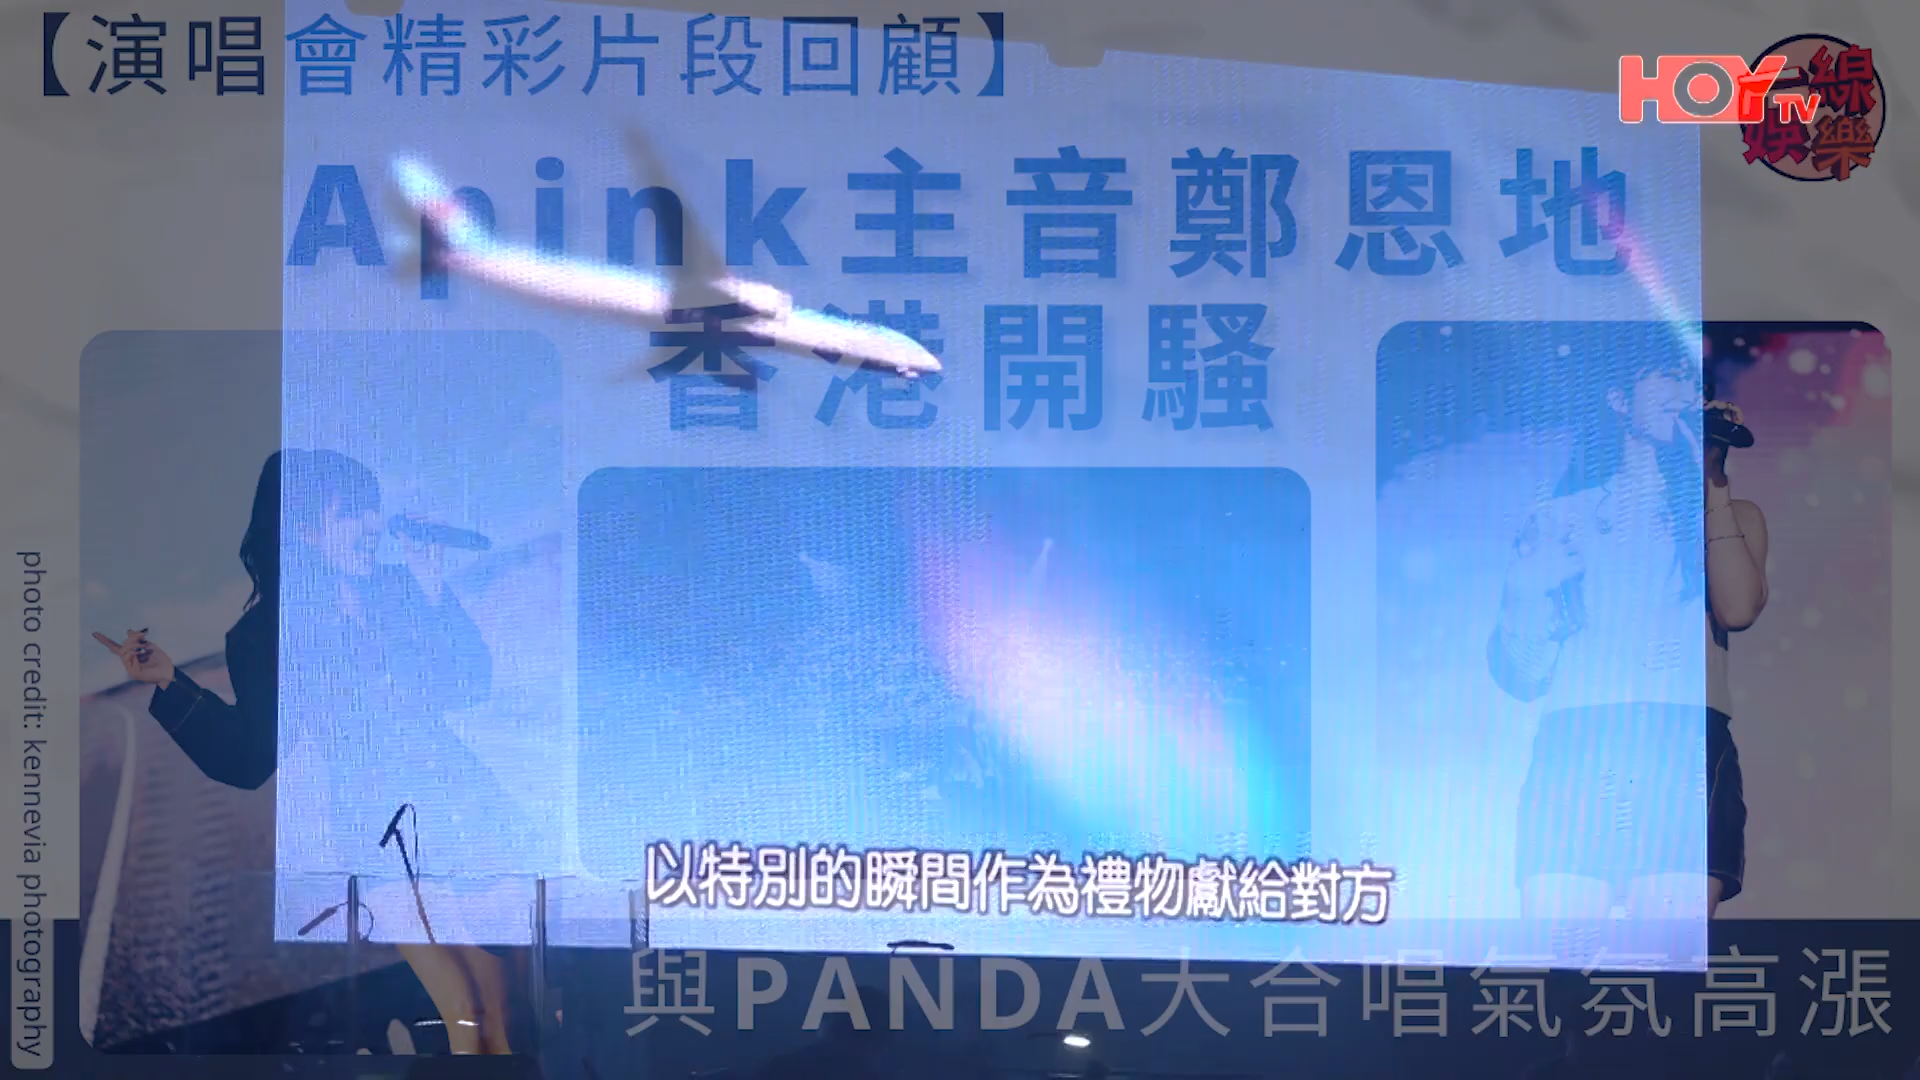 【演唱會精彩片段回顧】
HOY TV
一線
娛樂
Apink主音鄭恩地
香港開騷
photo credit: kennevia photography
以特別的瞬間作為禮物獻給對方
與PANDA大合唱氣氛高漲